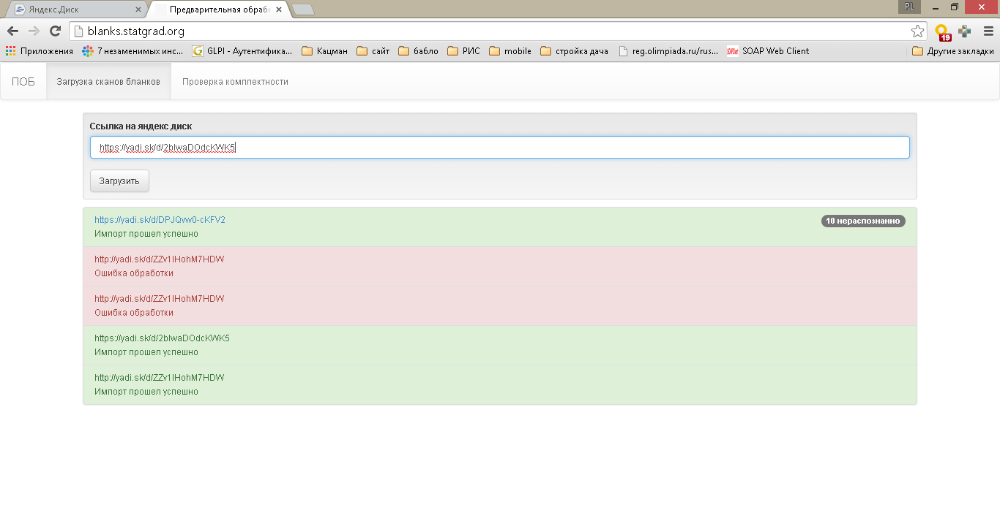 Яндекс.Диск
Предварительная обраб
PL
blanks.statgrad.org
19
Приложения
7 незаменимых инс...
GLPI - Аутентифика...
Кацман
сайт
бабло
РИС
mobile
стройка дача
reg.olimpiada.ru/rus...
SOAP Web Client
Другие закладки
ПОБ
Загрузка сканов бланков
Проверка комплектности
Ссылка на яндекс диск
https://yadi.sk/d/2blwaDOdcKWK5
Загрузить
https://yadi.sk/d/DPJQvw0-cKFV2
10 нераспознанно
Импорт прошел успешно
http://yadi.sk/d/ZZv1lHohM7HDW
Ошибка обработки
http://yadi.sk/d/ZZv1lHohM7HDW
Ошибка обработки
https://yadi.sk/d/2blwaDOdcKWK5
Импорт прошел успешно
http://yadi.sk/d/ZZv1lHohM7HDW
Импорт прошел успешно